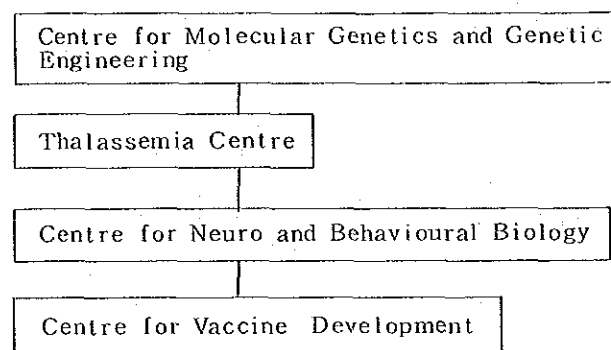 Centre for Molecular Genetics and Genetic
Engineering
Thalassemia Centre
Centre for Neuro and Behavioural Biology
Centre for Vaccine Development